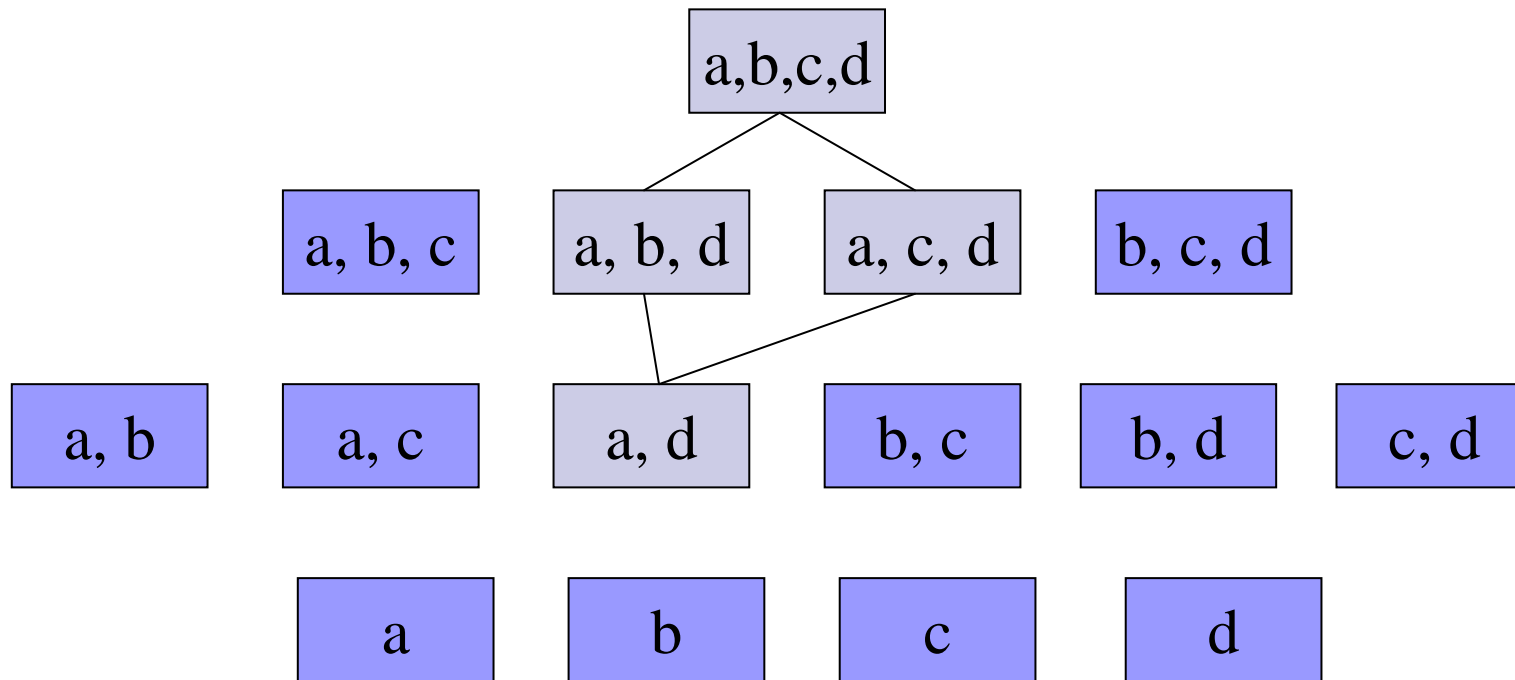 a,b,c,d
a, b, c
a, b, d
a, c, d
b, c, d
a, b
a, c
a, d
b, c
b, d
c, d
a
b
c
d